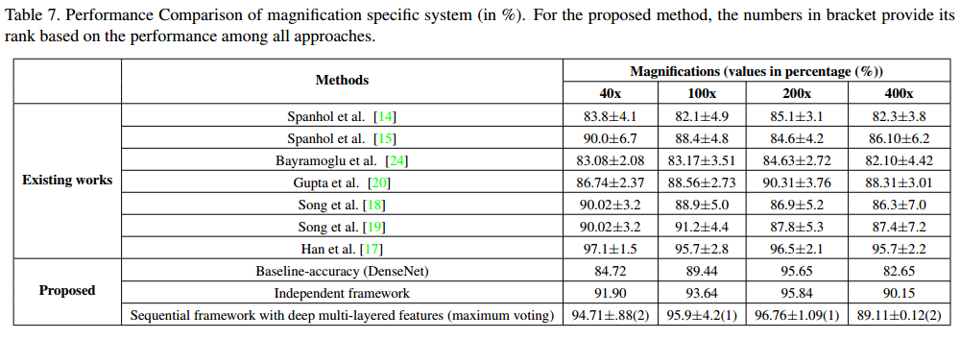 Table 7. Performance Comparison of magnification specific system (in %). For the proposed method, the numbers in bracket provide its
rank based on the performance among all approaches.
Methods Magnifications (values in percentage (%))
40x 100x 200x 400x
Existing works
Spanhol et al. [14] 83.8±4.1 82.1±4.9 85.1±3.1 82.3±3.8
Spanhol et al. [15] 90.0±6.7 88.4±4.8 84.6±4.2 86.10±6.2
Bayramoglu et al. [24] 83.08±2.08 83.17±3.51 84.63±2.72 82.10±4.42
Gupta et al. [20] 86.74±2.37 88.56±2.73 90.31±3.76 88.31±3.01
Song et al. [18] 90.02±3.2 88.9±5.0 86.9±5.2 86.3±7.0
Song et al. [19] 90.02±3.2 91.2±4.4 87.8±5.3 87.4±7.2
Han et al. [17] 97.1±1.5 95.7±2.8 96.5±2.1 95.7±2.2
Proposed
Baseline-accuracy (DenseNet) 84.72 89.44 95.65 82.65
Independent framework 91.90 93.64 95.84 90.15
Sequential framework with deep multi-layered features (maximum voting) 94.71±.88(2) 95.9±4.2(1) 96.76±1.09(1) 89.11±0.12(2)